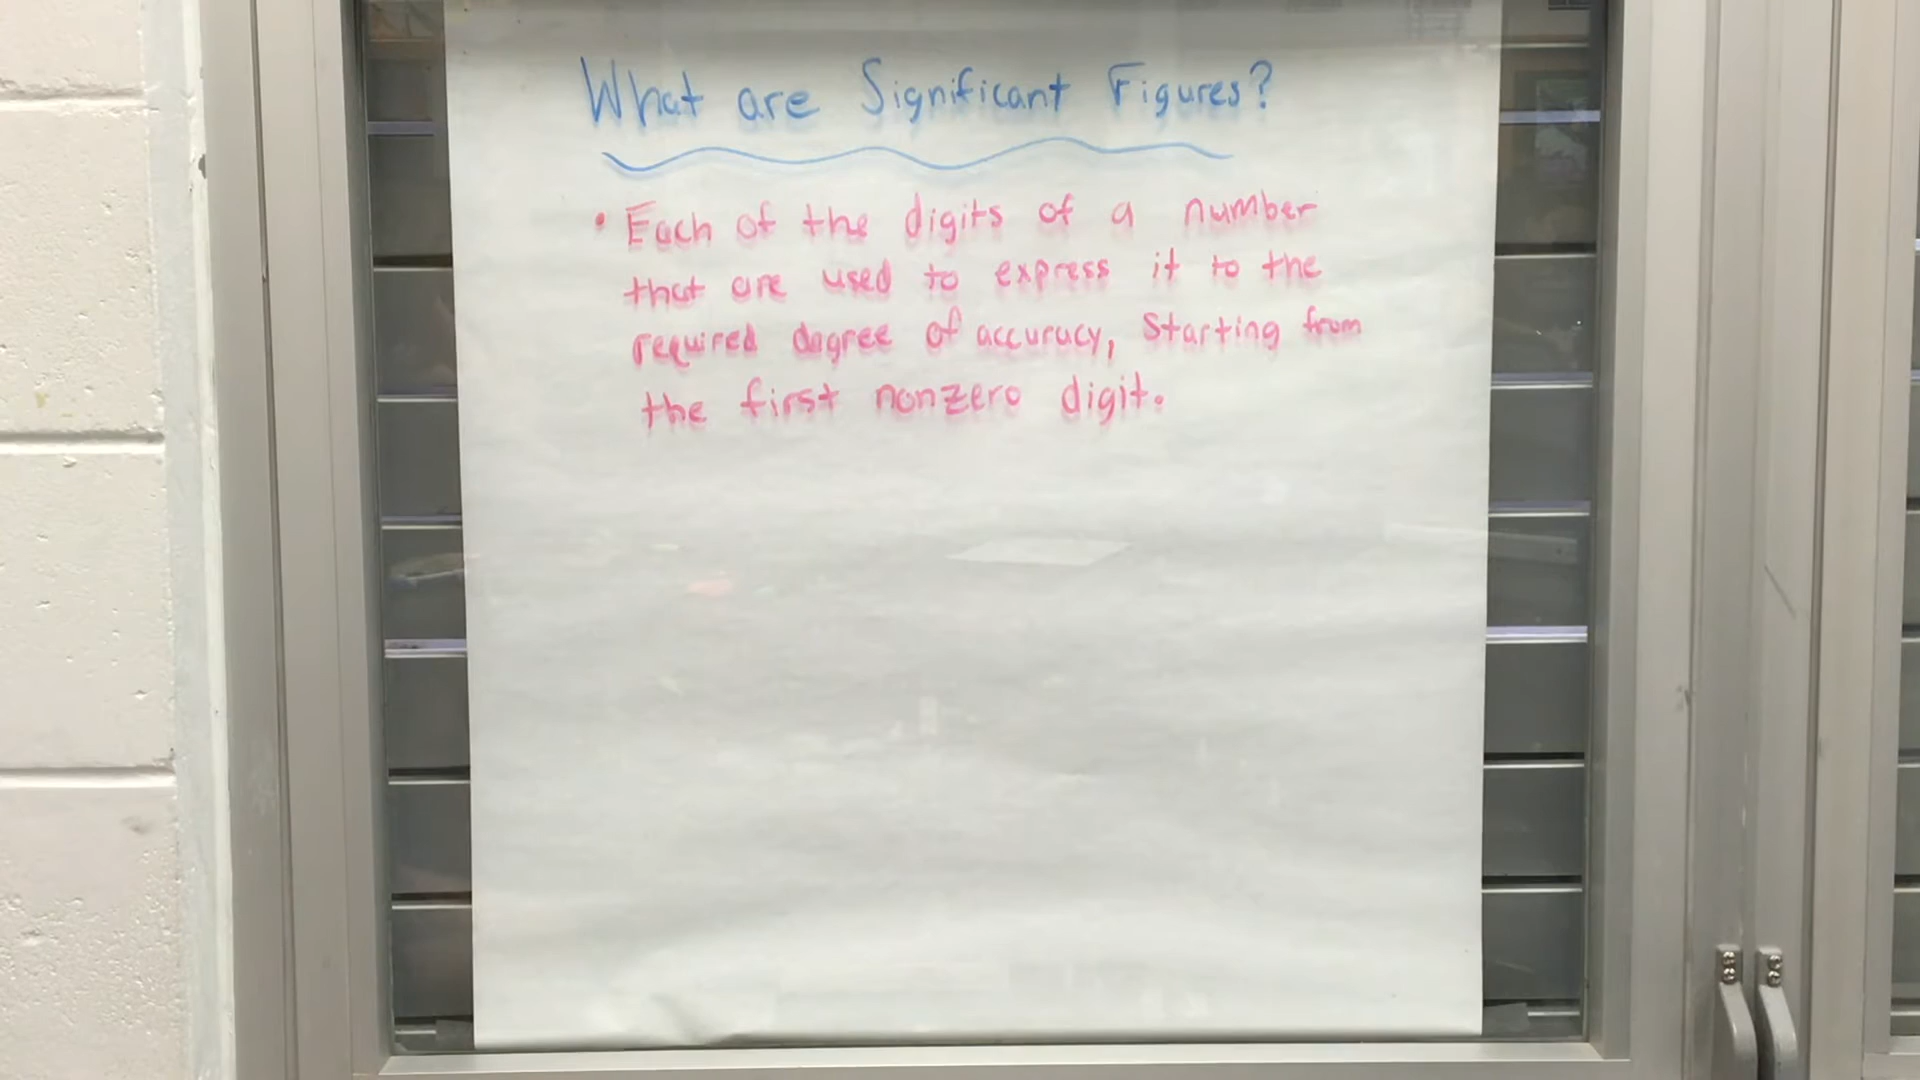 What are Significant Figures?
• Each of the digits of a number
that are used to express it to the
required degree of accuracy, starting from
the first nonzero digit.